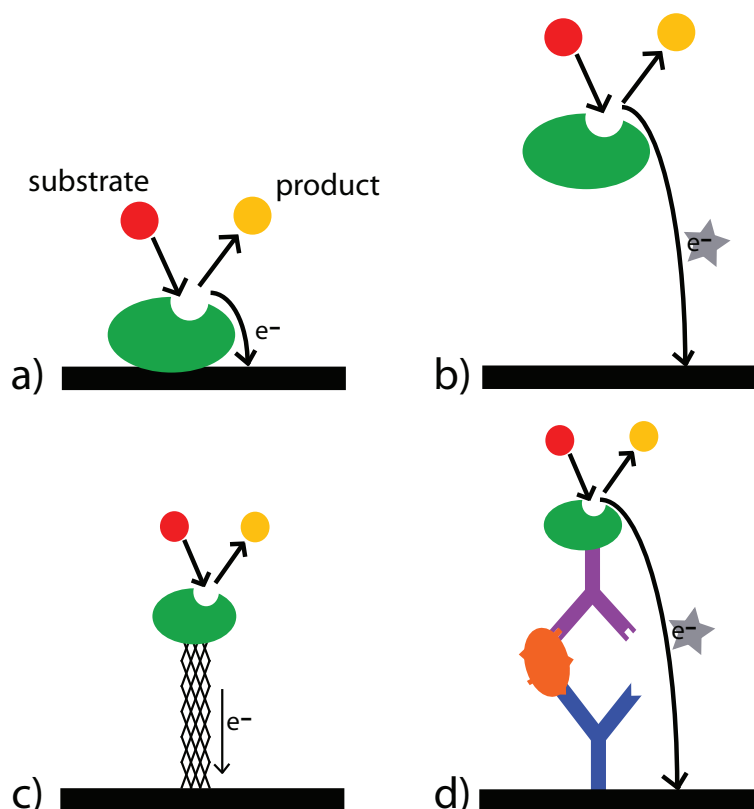 substrate
product
e–
a)
e–
b)
e–
c)
e–
d)